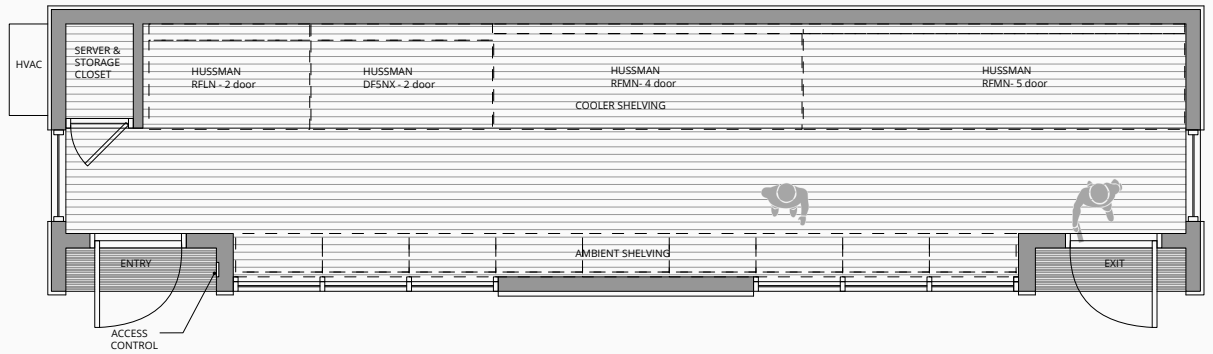 HVAC
SERVER &
STORAGE
CLOSET
HUSSMAN
RFLN - 2 door
HUSSMAN
DF5NX - 2 door
HUSSMAN
RFMN- 4 door
COOLER SHELVING
HUSSMAN
RFMN- 5 door
ENTRY
AMBIENT SHELVING
EXIT
ACCESS
CONTROL